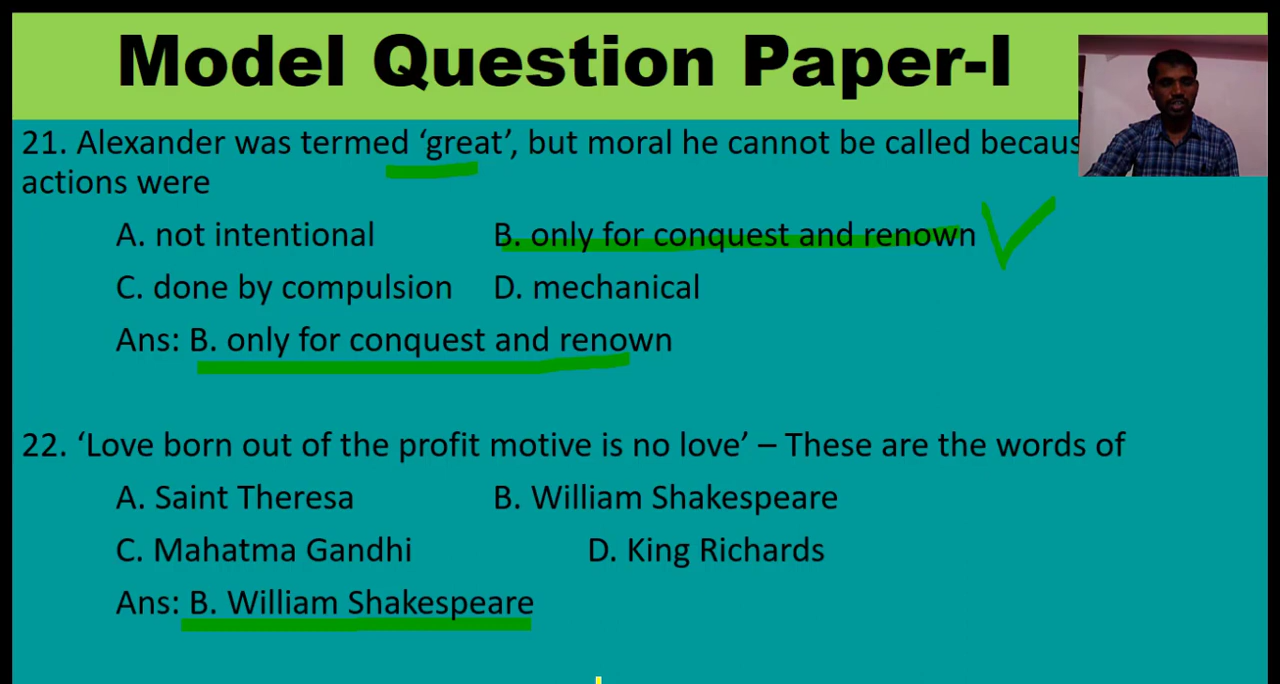 Model Question Paper-I
21. Alexander was termed ‘great’, but moral he cannot be called
actions were
A. not intentional B. only for conquest and renown
C. done by compulsion D. mechanical
Ans: B. only for conquest and renown
22. ‘Love born out of the profit motive is no love’ – These are the words of
A. Saint Theresa B. William Shakespeare
C. Mahatma Gandhi D. King Richards
Ans: B. William Shakespeare